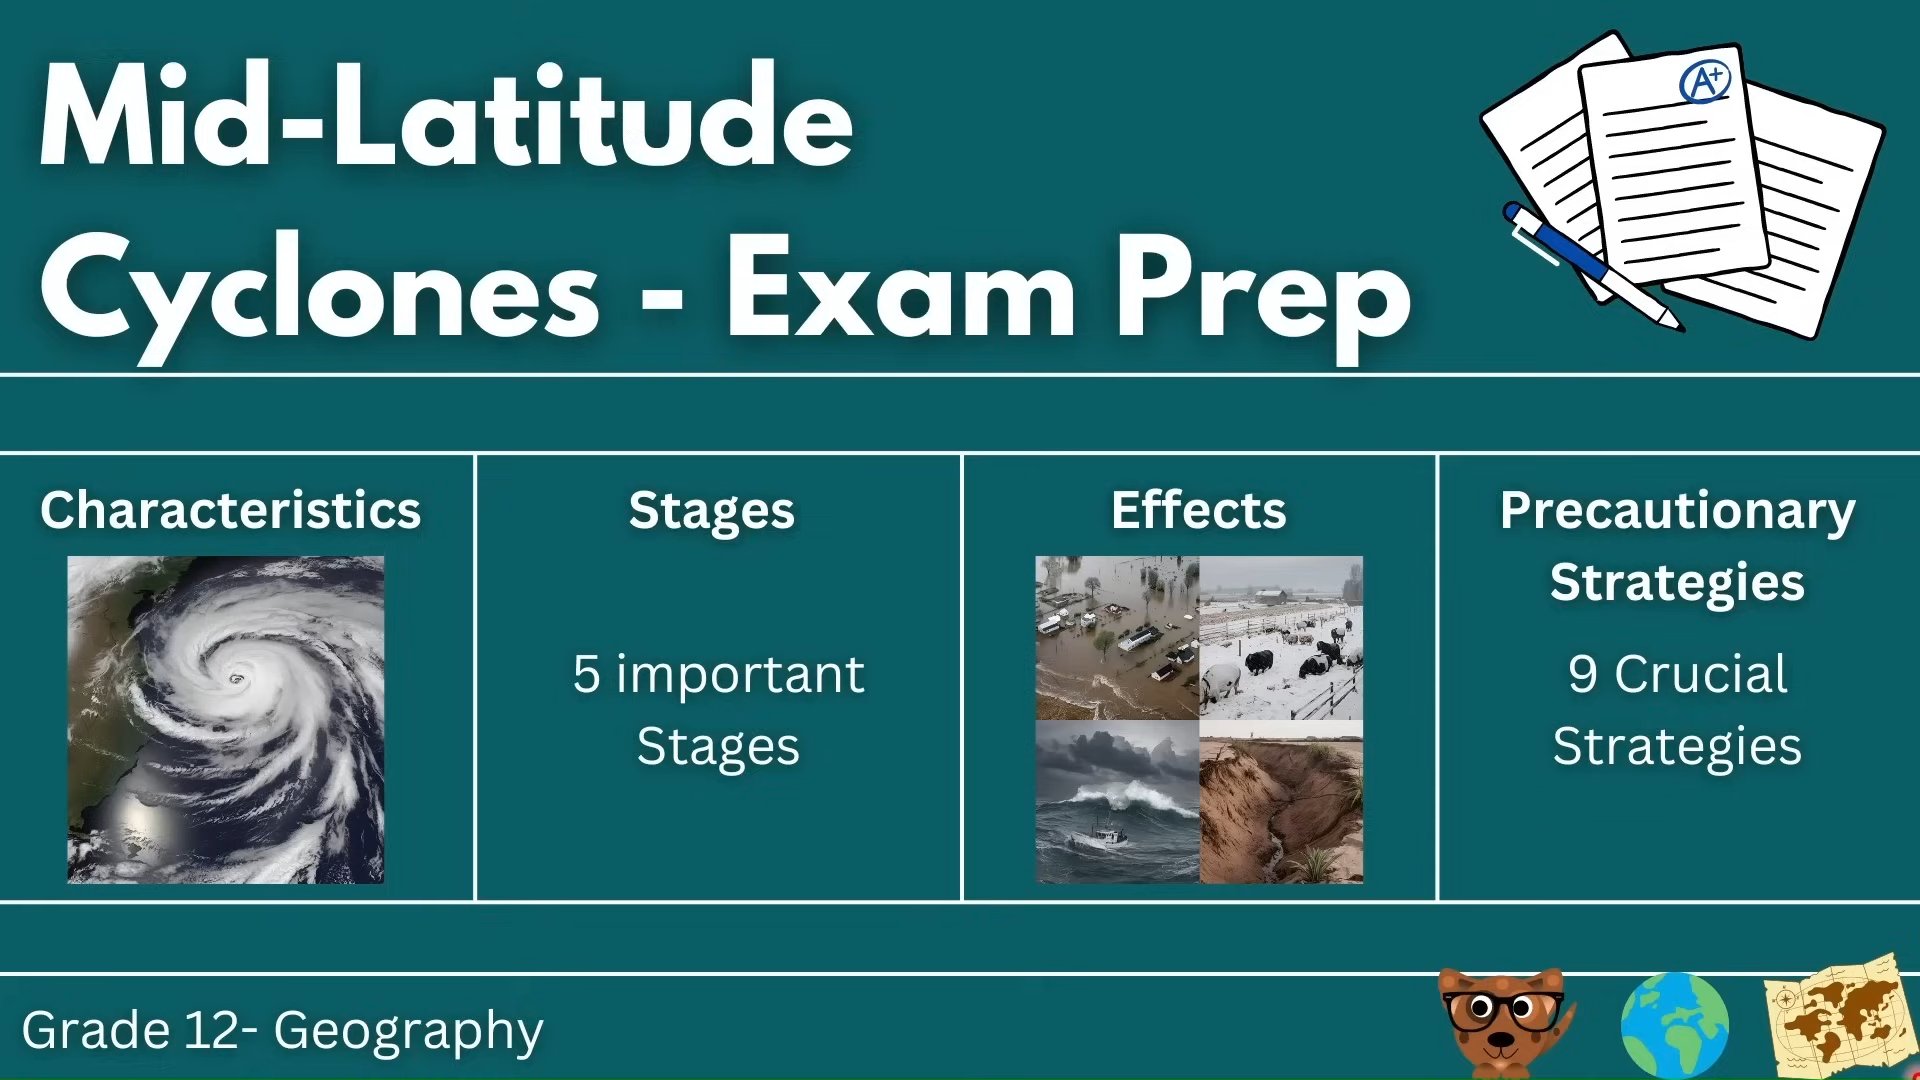 Mid-Latitude
Cyclones - Exam Prep
A+
Characteristics
Stages
5 important
Stages
Effects
Precautionary
Strategies
9 Crucial
Strategies
Grade 12- Geography